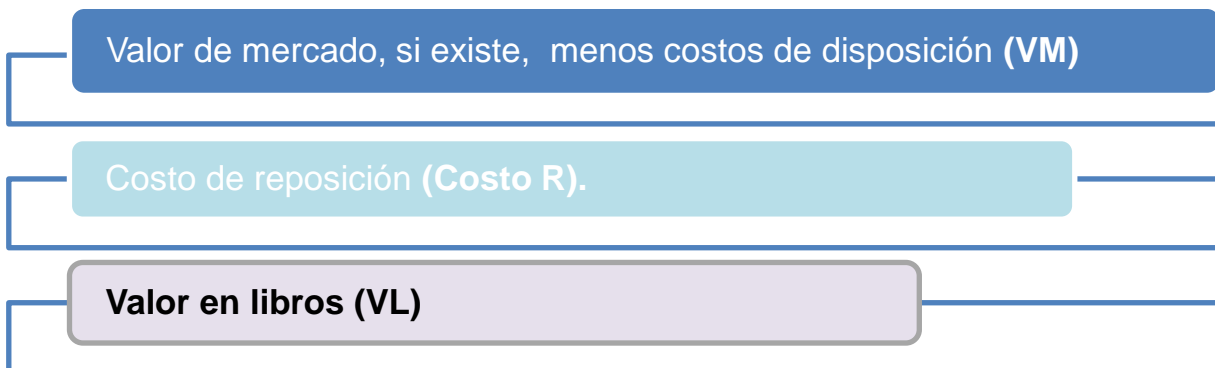 Valor de mercado, si existe, menos costos de disposición (VM)
Costo de reposición (Costo R).
Valor en libros (VL)